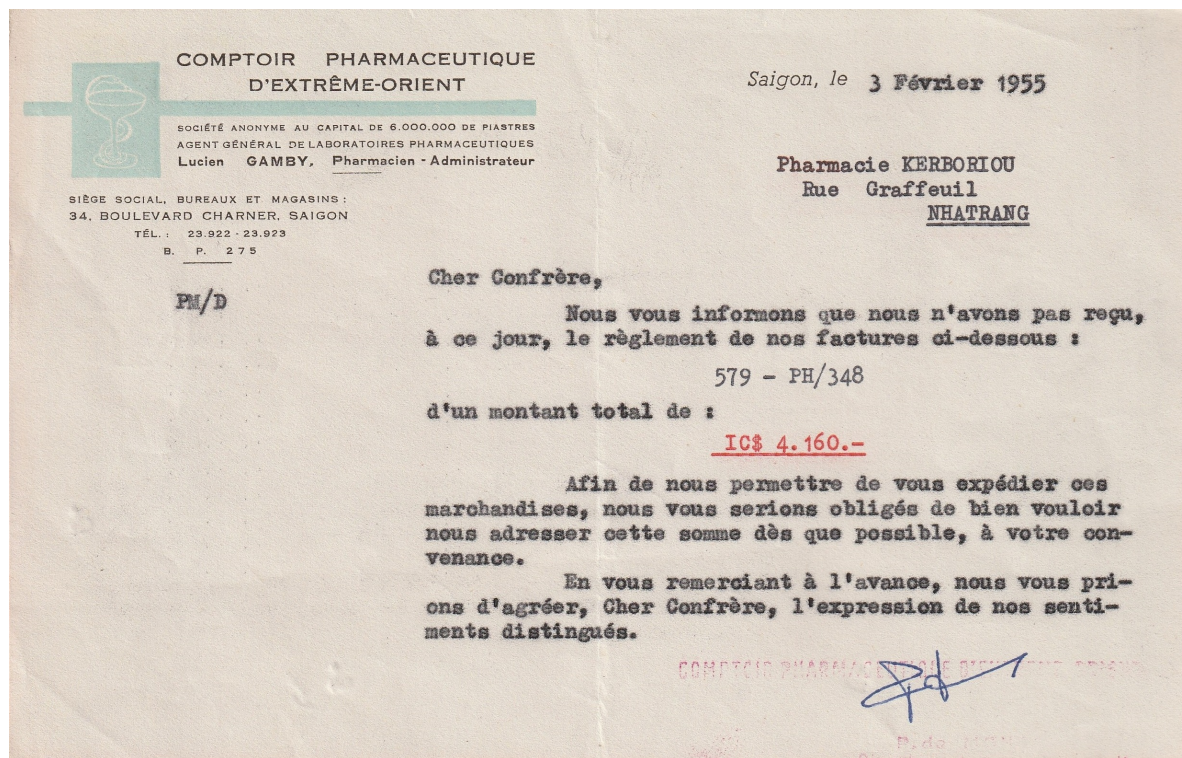 COMPTOIR PHARMACEUTIQUE
D'EXTRÊME-ORIENT
SOCIÉTÉ ANONYME AU CAPITAL DE 6.000.000 DE PIASTRES
AGENT GÉNÉRAL DE LABORATOIRES PHARMACEUTIQUES
Lucien GAMBY, Pharmacien - Administrateur
SIÈGE SOCIAL, BUREAUX ET MAGASINS :
34, BOULEVARD CHARNER, SAIGON
TÉL. : 23.922 - 23.923
B. P. 275
PM/D
Saigon, le 3 Février 1955
Pharmacie KERBORIOU
Rue Graffeuil
NHATRANG
Cher Confrère,
Nous vous informons que nous n'avons pas reçu,
à ce jour, le règlement de nos factures ci-dessous :
579 - PH/348
d'un montant total de :
IC$ 4.160.-
Afin de nous permettre de vous expédier ces
marchandises, nous vous serions obligés de bien vouloir
nous adresser cette somme dès que possible, à votre con-
venance.
En vous remerciant à l'avance, nous vous pri-
ons d'agréer, Cher Confrère, l'expression de nos senti-
ments distingués.
COMPTOIR PHARMACEUTIQUE
P. de